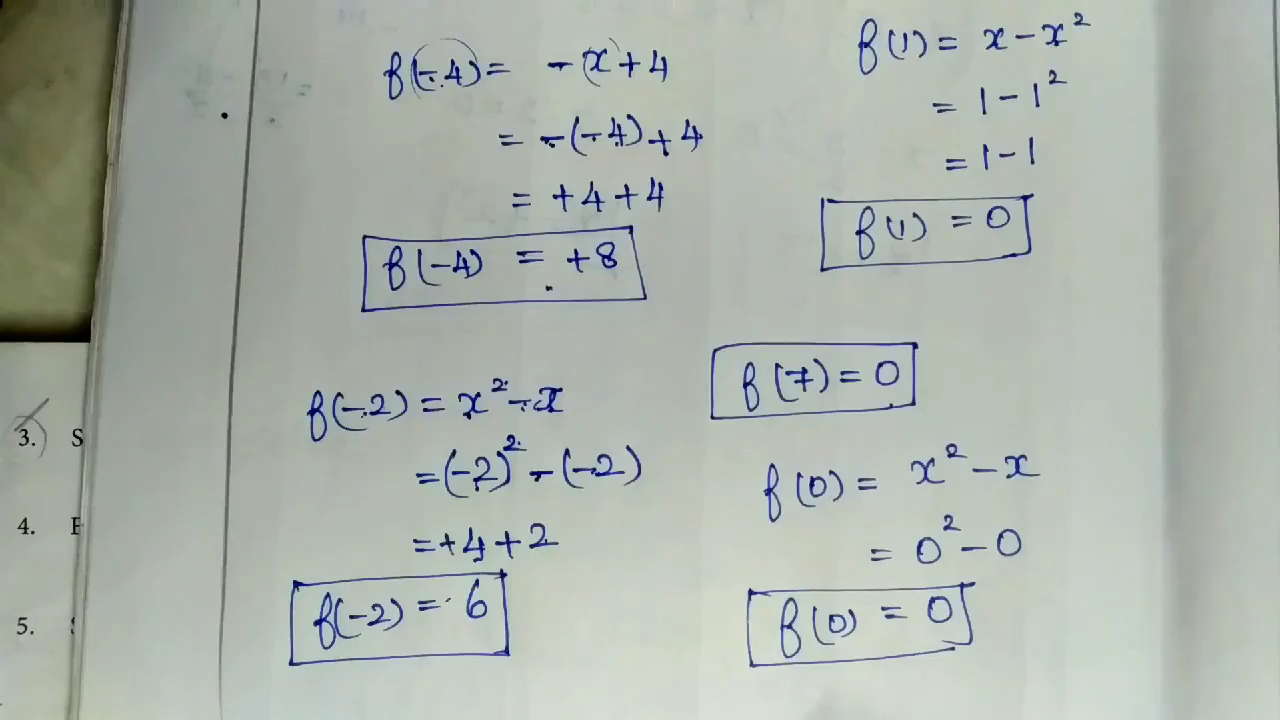 f(-4) = -(x)+4
= -(-4)+4
= +4+4
f(-4) = +8
f(-2) = x² - x
= (-2)² - (-2)
= +4+2
f(-2) = 6
f(1) = x - x²
= 1 - 1²
= 1 - 1
f(1) = 0
f(7) = 0
f(0) = x² - x
= 0² - 0
f(0) = 0
3. S
4.
5.